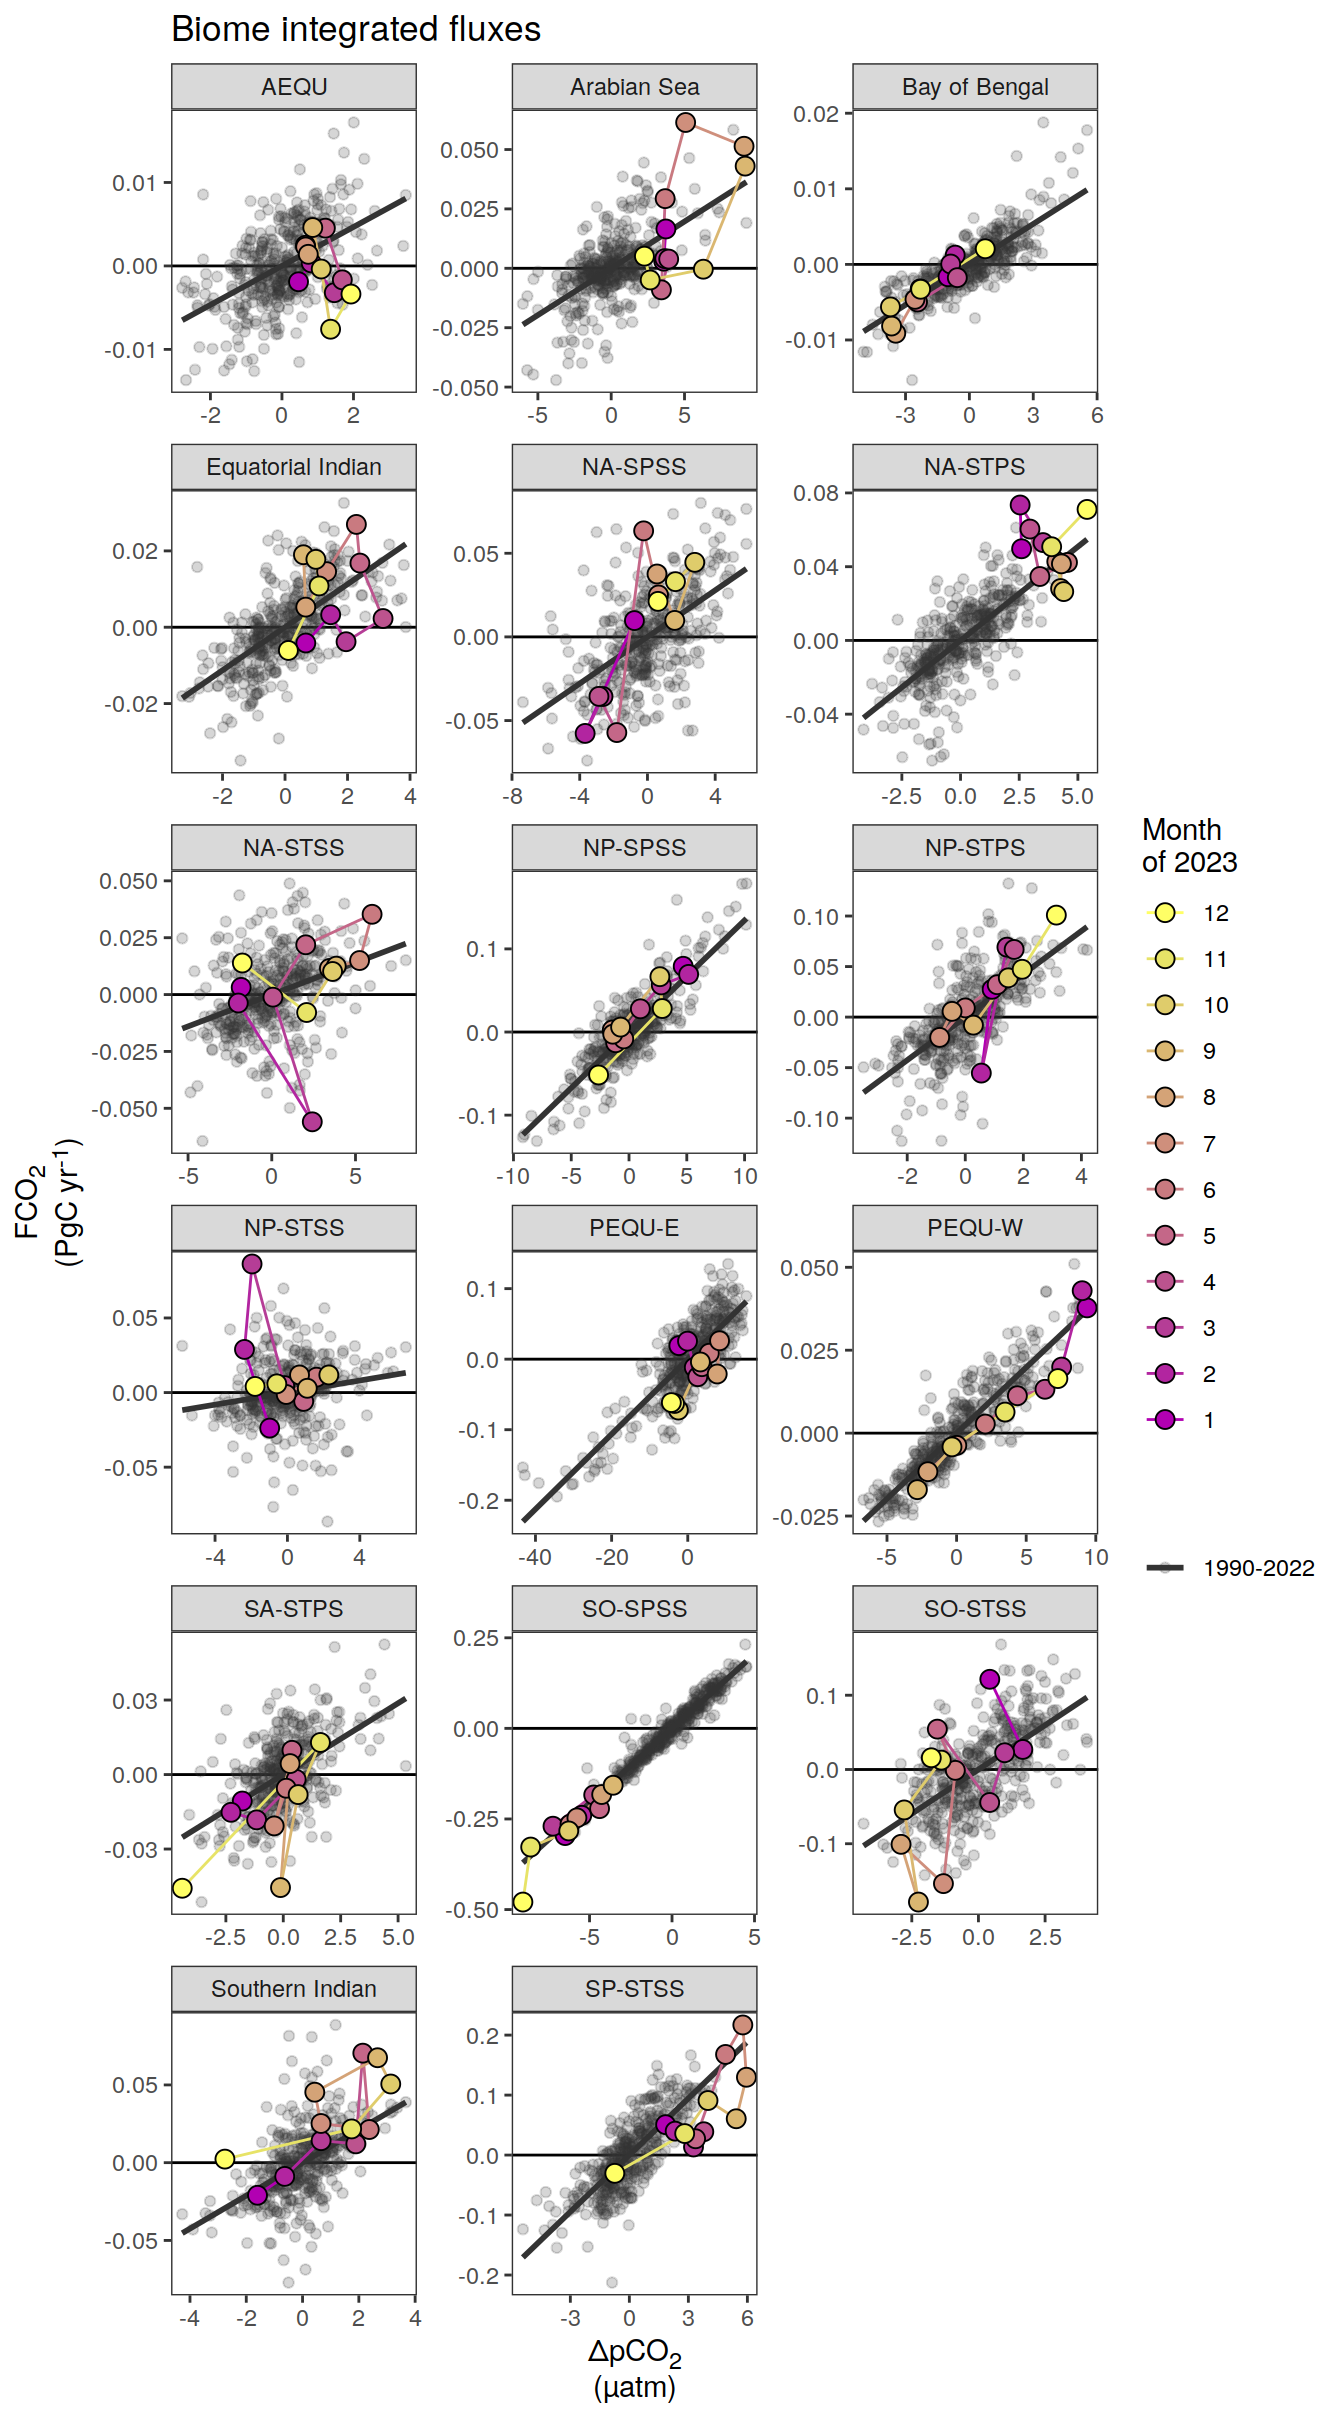 Biome integrated fluxes
AEQU Arabian Sea Bay of Bengal
0.01 0.00 -0.01
0.050 0.025 0.000 -0.025 -0.050
0.02 0.01 0.00 -0.01
-2 0 2 -5 0 5 -3 0 3 6
Equatorial Indian NA-SPSS NA-STPS
0.02 0.00 -0.02
0.05 0.00 -0.05
0.08 0.04 0.00 -0.04
-2 0 2 4 -8 -4 0 4 -2.5 0.0 2.5 5.0
NA-STSS NP-SPSS NP-STPS
0.050 0.025 0.000 -0.025 -0.050
0.1 0.0 -0.1
0.10 0.05 0.00 -0.05 -0.10
-5 0 5 -10 -5 0 5 10 -2 0 2 4
NP-STSS PEQU-E PEQU-W
0.05 0.00 -0.05
0.1 0.0 -0.1 -0.2
0.050 0.025 0.000 -0.025
-4 0 4 -40 -20 0 -5 0 5 10
SA-STPS SO-SPSS SO-STSS
0.03 0.00 -0.03
0.25 0.00 -0.25 -0.50
0.1 0.0 -0.1
-2.5 0.0 2.5 5.0 -5 0 5 -2.5 0.0 2.5
Southern Indian SP-STSS
0.05 0.00 -0.05
0.2 0.1 0.0 -0.1 -0.2
-4 -2 0 2 4 -3 0 3 6
FCO₂
(PgC yr⁻¹)
ΔpCO₂
(µatm)
Month
of 2023
12
11
10
9
8
7
6
5
4
3
2
1
1990-2022